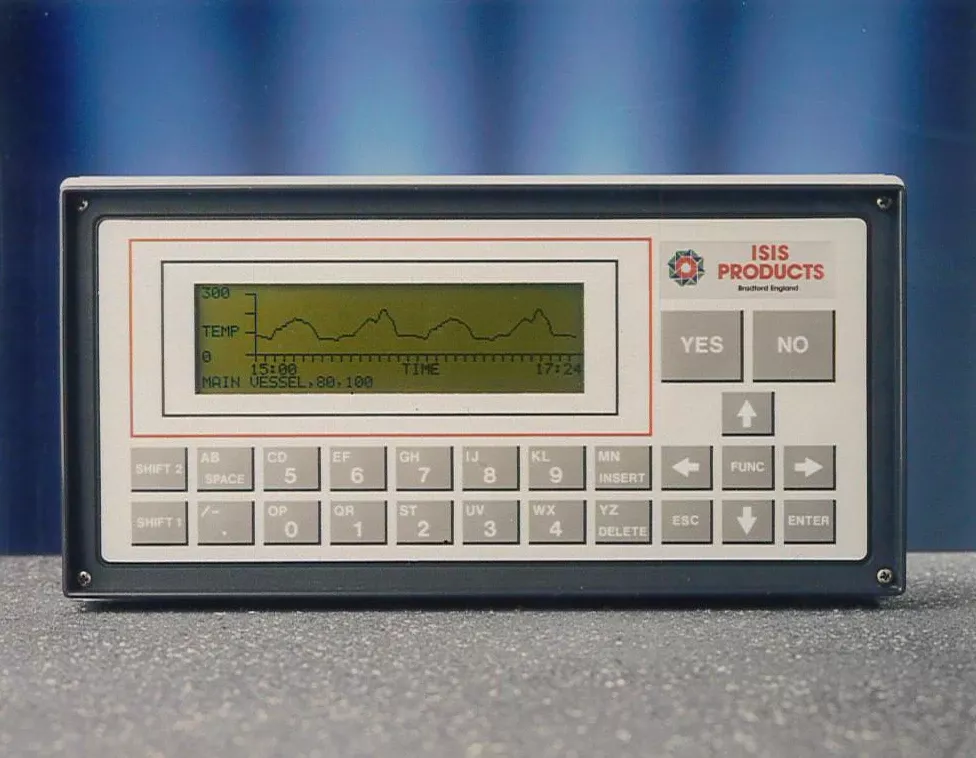 300
TEMP
0
15:00 TIME 17:24
MAIN VESSEL,80,100
ISIS
PRODUCTS
Bradford England
YES NO
SHIFT 2 AB SPACE CD 5 EF 6 GH 7 IJ 8 KL 9 MN INSERT FUNC
SHIFT 1 /- . OP 0 QR 1 ST 2 UV 3 WX 4 YZ DELETE ESC ENTER